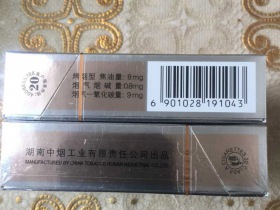 烤烟型 焦油量: 8mg
烟气烟碱量: 0.8mg
烟气一氧化碳量: 9mg
6 901028 191043
20
湖南中烟工业有限责任公司出品
MANUFACTURED BY CHINA TOBACCO HUNAN INDUSTRIAL CO., LTD.